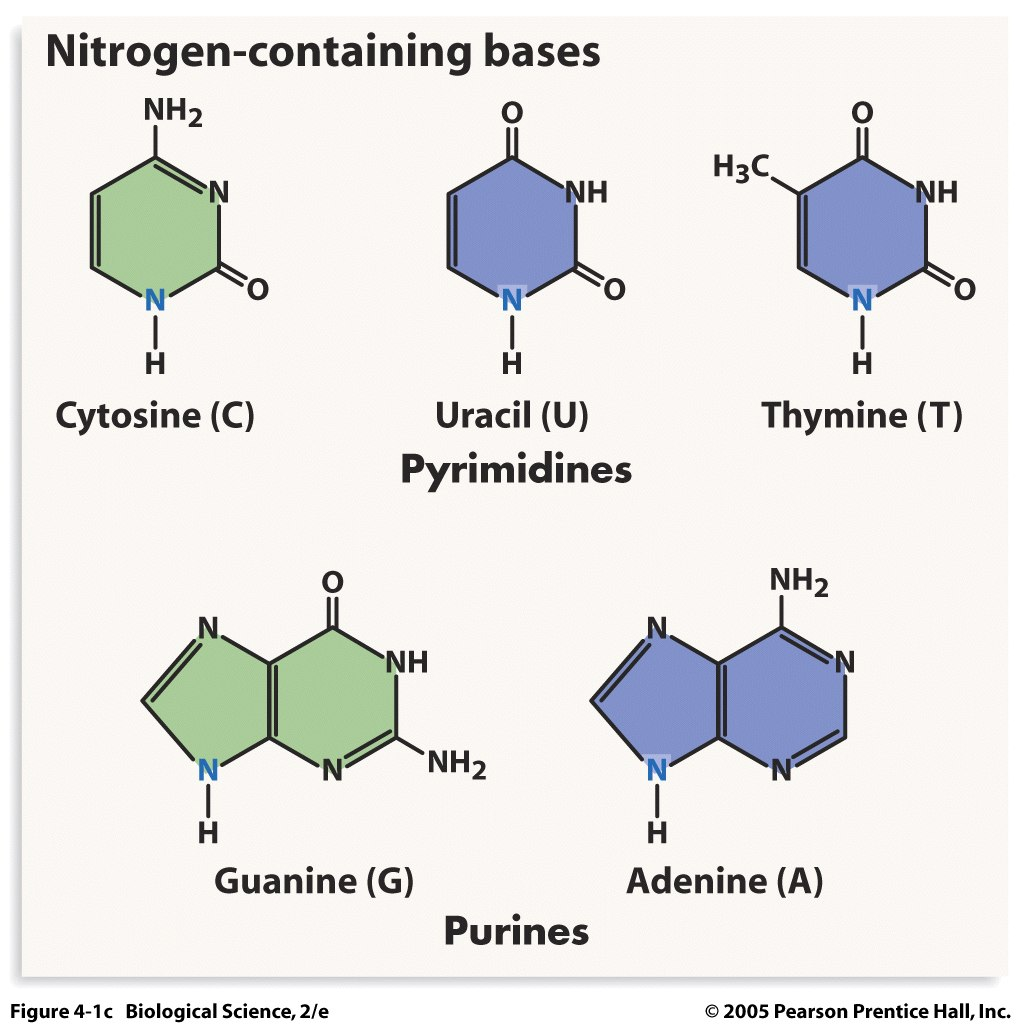 Nitrogen-containing bases
NH2
N
O
N
H
Cytosine (C)
O
NH
O
N
H
Uracil (U)
O
H3C
NH
O
N
H
Thymine (T)
Pyrimidines
O
N
NH
N
N
NH2
H
Guanine (G)
NH2
N
N
N
N
H
Adenine (A)
Purines
Figure 4-1c Biological Science, 2/e
© 2005 Pearson Prentice Hall, Inc.